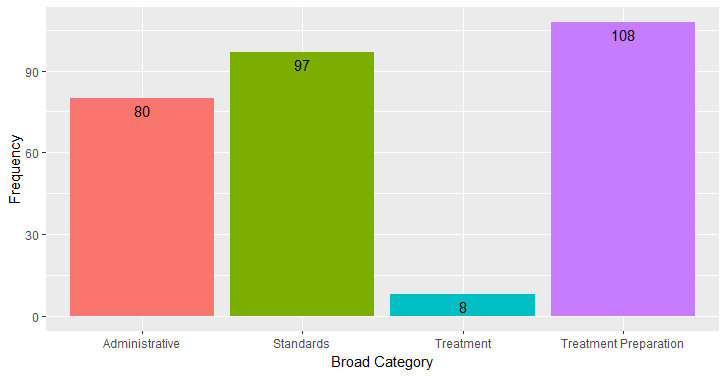 108
97
90
80
60
Frequency
30
8
0
Administrative Standards Treatment Treatment Preparation
Broad Category